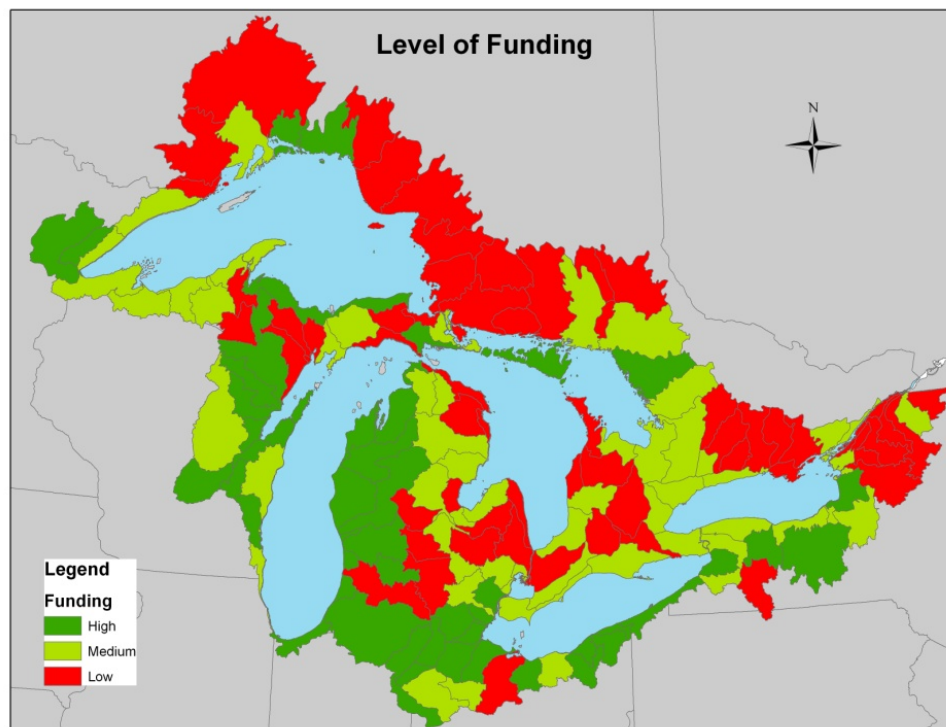 Level of Funding
N
Legend
Funding
High
Medium
Low